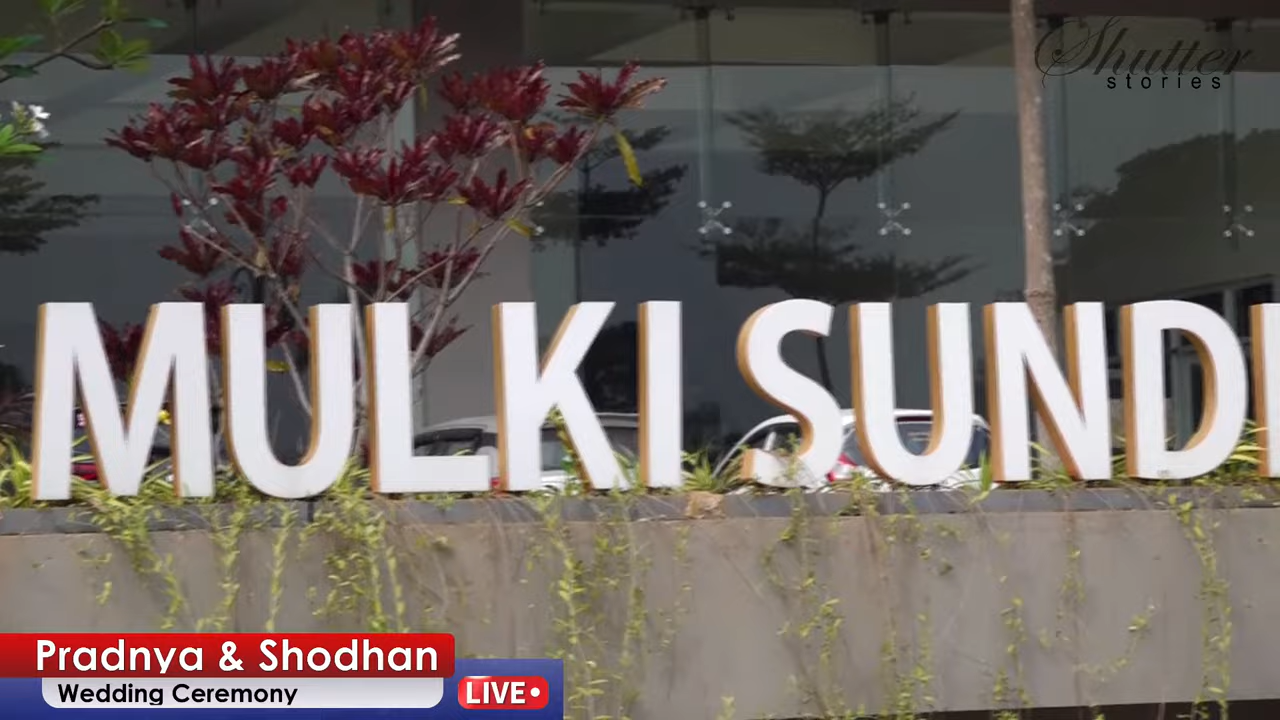 Shutter
stories
MULKI SUND
Pradnya & Shodhan
Wedding Ceremony
LIVE